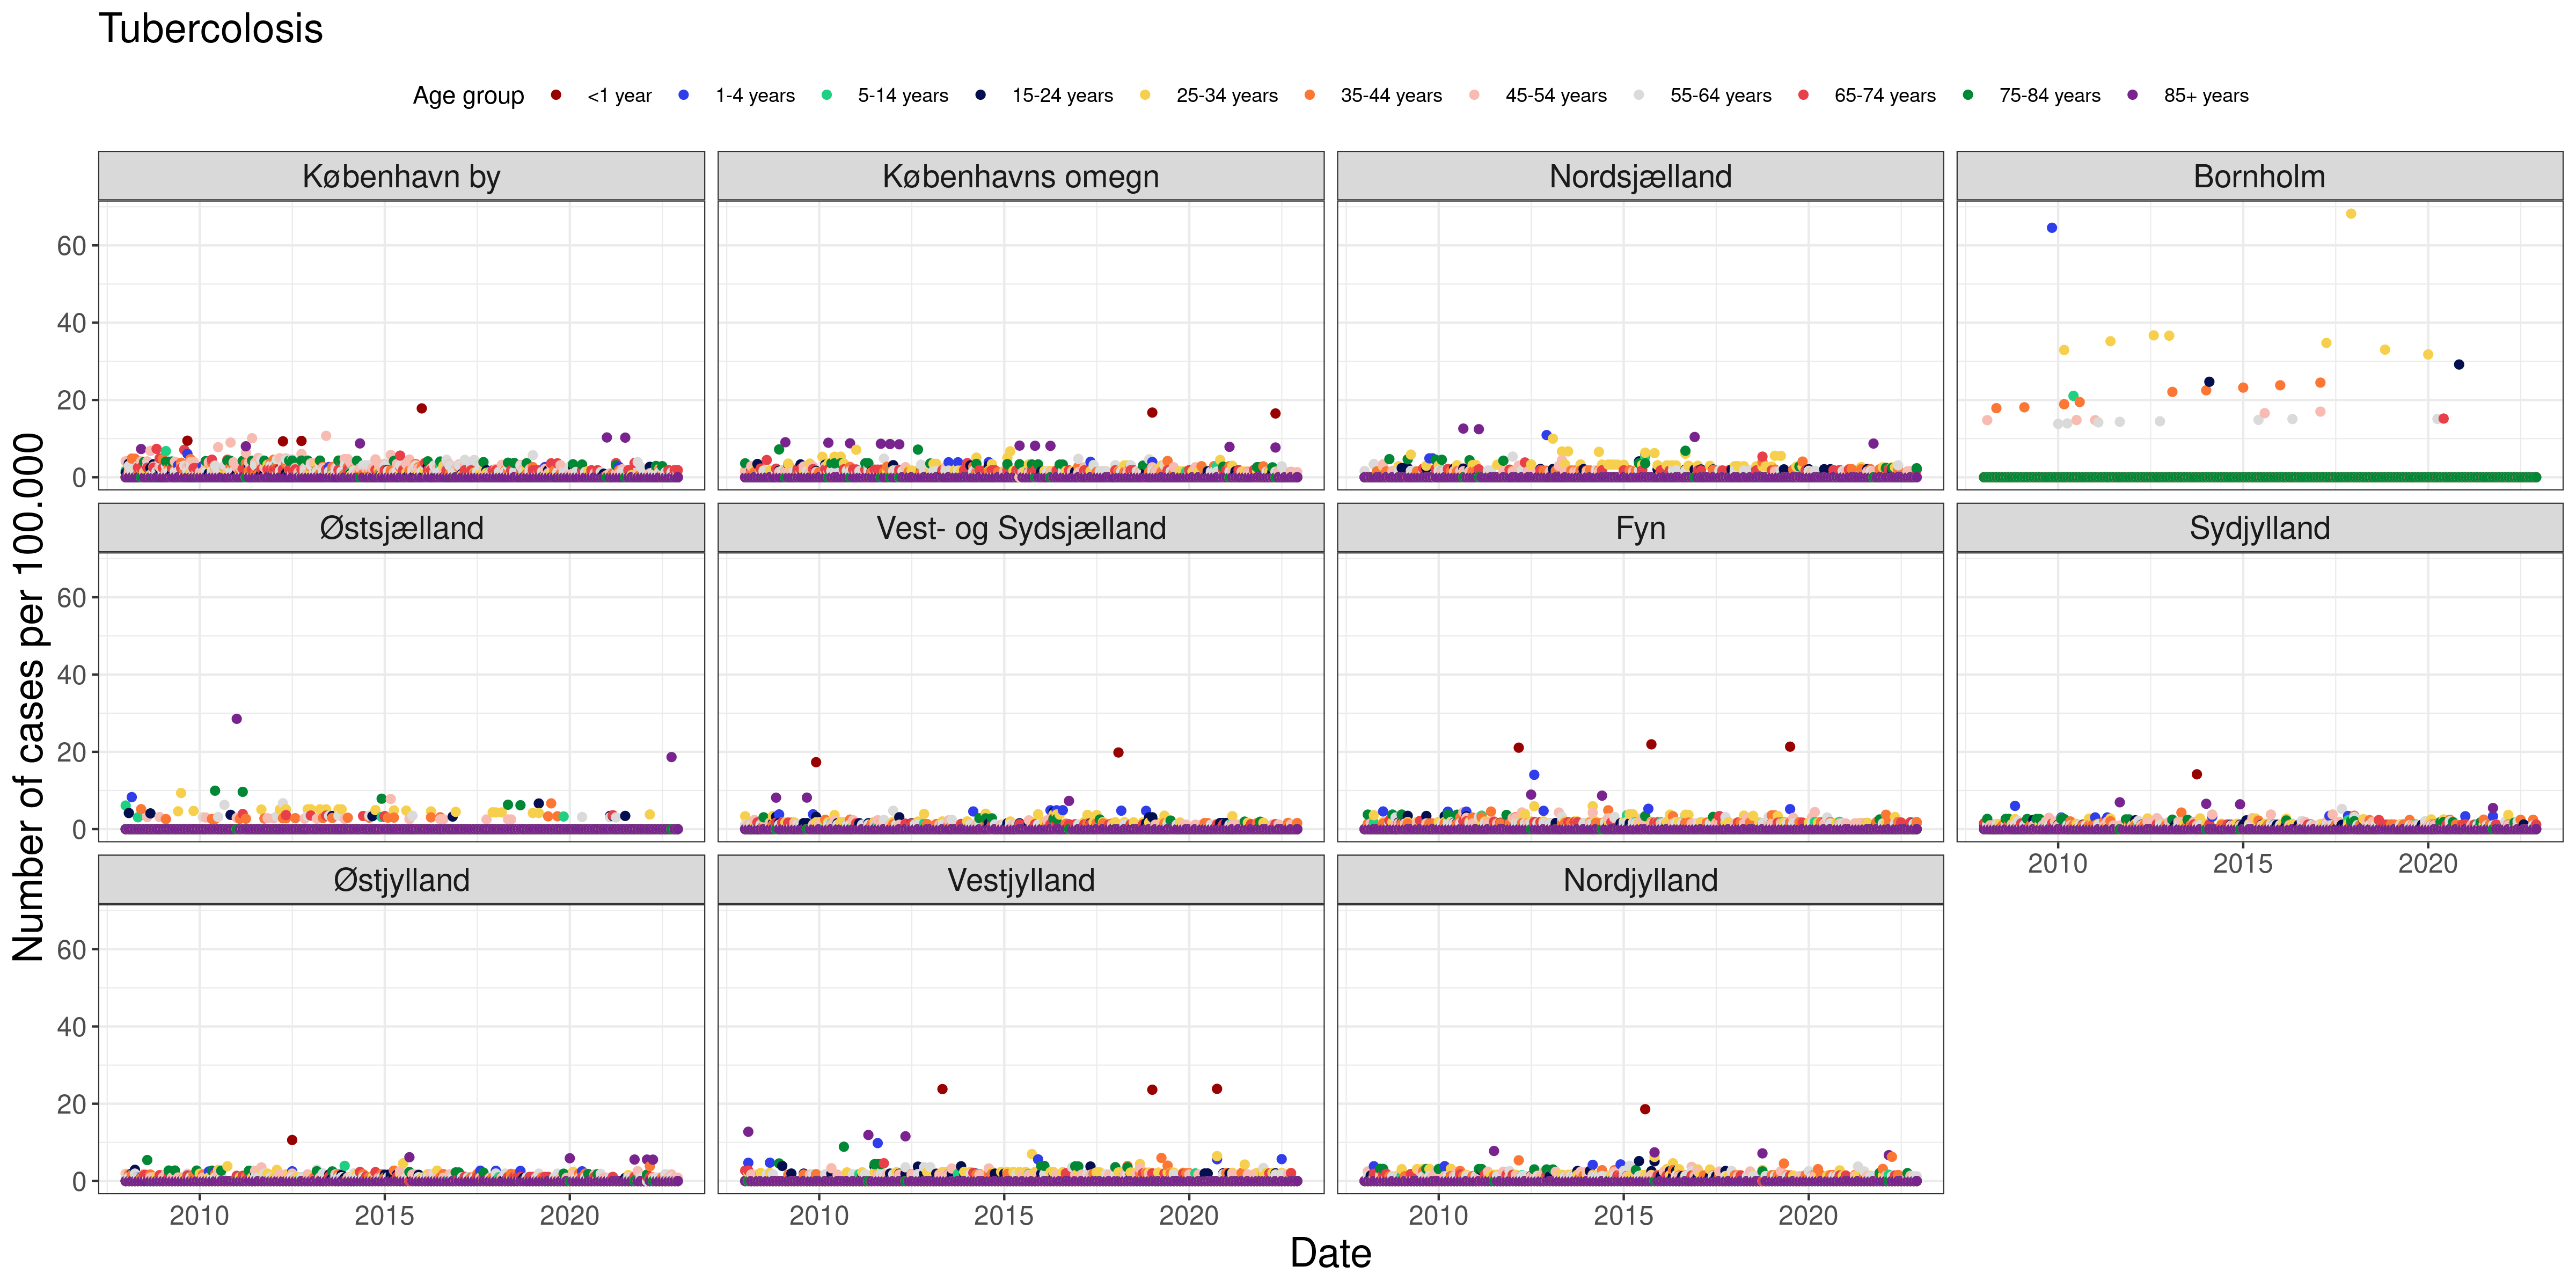 Tubercolosis
Age group <1 year 1-4 years 5-14 years 15-24 years 25-34 years 35-44 years 45-54 years 55-64 years 65-74 years 75-84 years 85+ years
København by Københavns omegn Nordsjælland Bornholm
60
40
20
0
Østsjælland Vest- og Sydsjælland Fyn Sydjylland
60
40
20
0
2010 2015 2020
Østjylland Vestjylland Nordjylland
60
40
20
0
2010 2015 2020 2010 2015 2020 2010 2015 2020
Number of cases per 100.000
Date